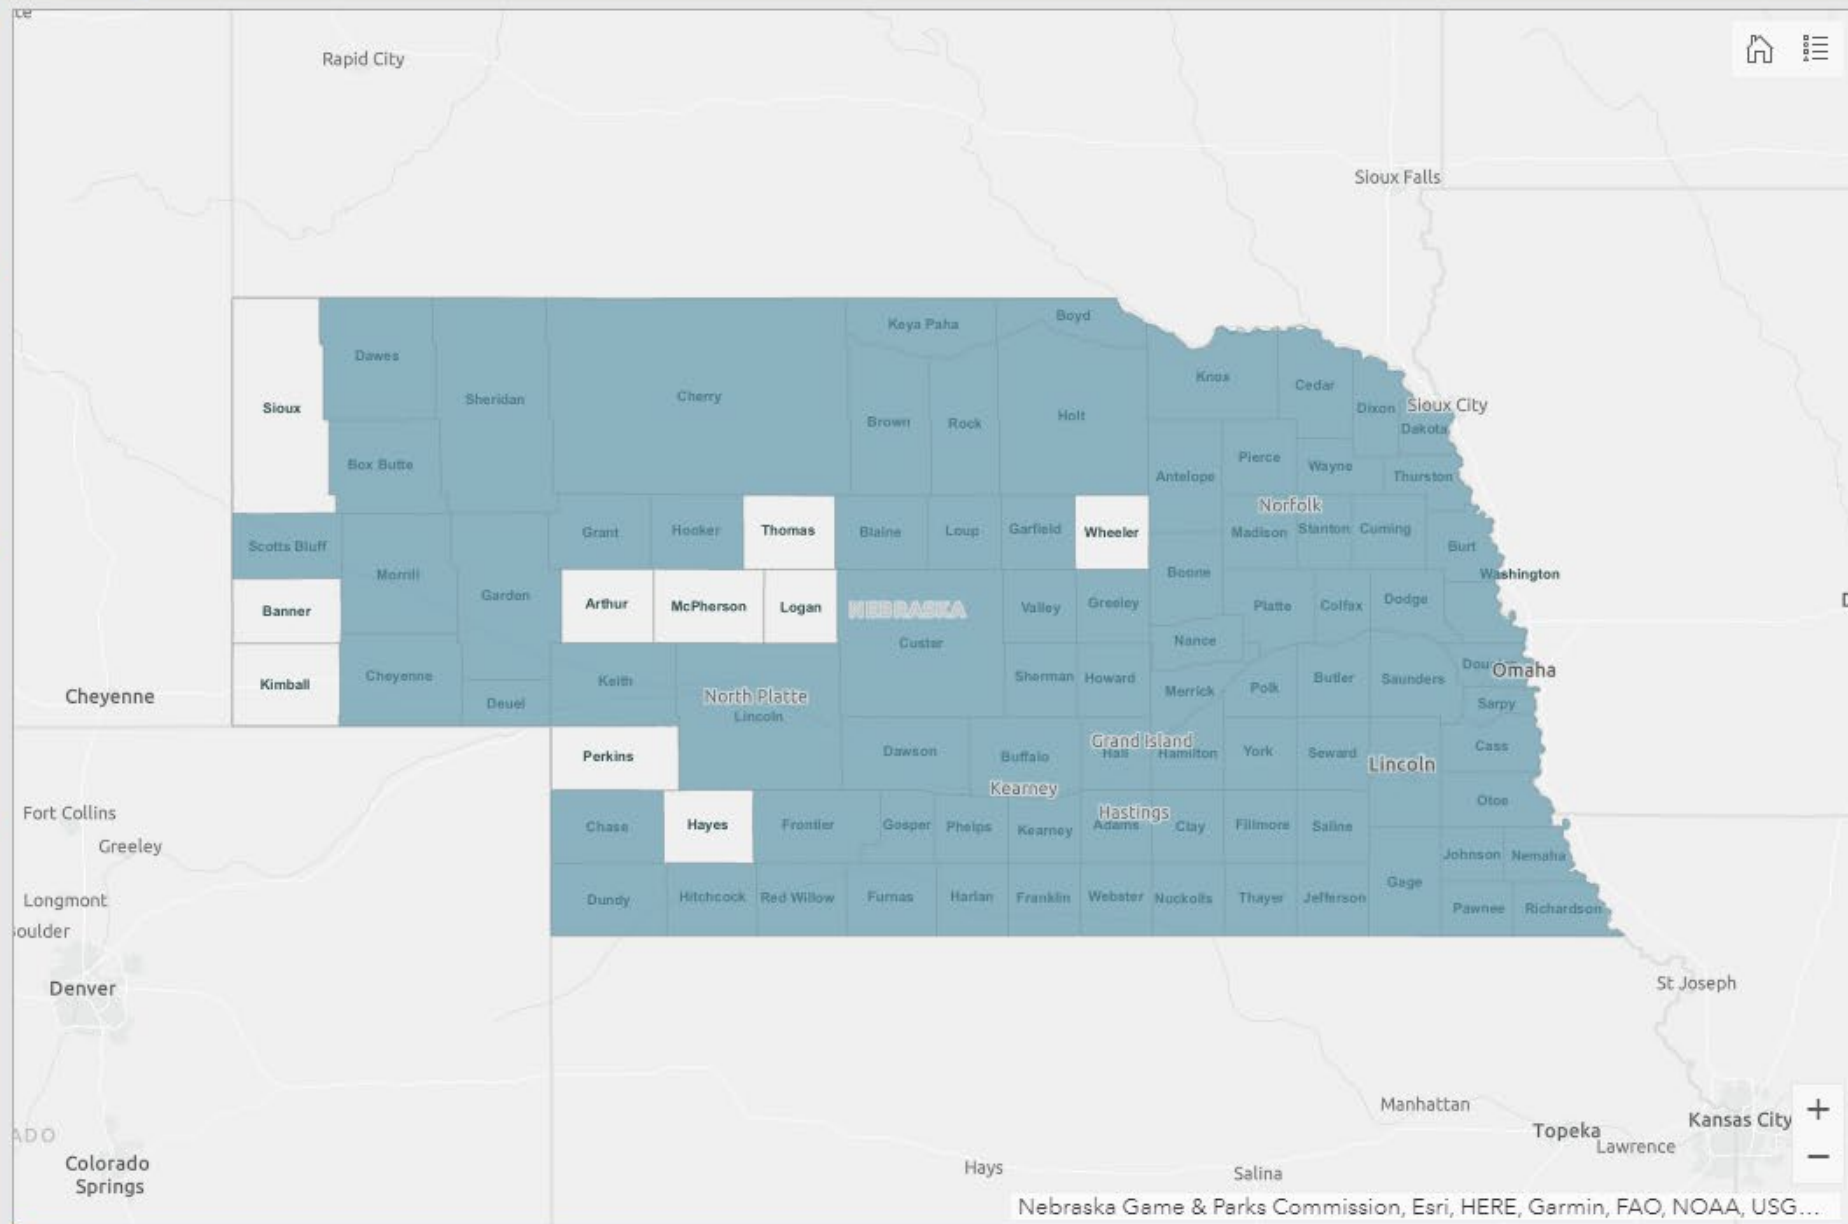 Rapid City
Sioux Falls
Boyd
Keya Paha
Dawes
Knox
Cedar
Sheridan
Cherry
Sioux
Dixon
Sioux City
Holt
Brown
Rock
Dakota
Pierce
Box Butte
Wayne
Antelope
Thurston
Norfolk
Grant
Hooker
Thomas
Blaine
Loup
Garfield
Wheeler
Madison
Stanton
Cuming
Scotts Bluff
Burt
Morrill
Boone
Washington
Garden
Arthur
McPherson
Logan
NEBRASKA
Valley
Greeley
Platte
Colfax
Dodge
Banner
Custer
Nance
Cheyenne
Kimball
Cheyenne
Keith
Sherman
Howard
Butler
Saunders
Omaha
Deuel
North Platte
Lincoln
Merrick
Polk
Sarpy
Perkins
Dawson
Buffalo
Grand Island
Hall
Hamilton
York
Seward
Lincoln
Cass
Kearney
Otoe
Fort Collins
Greeley
Chase
Hayes
Frontier
Gosper
Phelps
Kearney
Hastings
Adams
Clay
Fillmore
Saline
Johnson
Nemaha
Gage
Longmont
Dundy
Hitchcock
Red Willow
Furnas
Harlan
Franklin
Webster
Nuckolls
Thayer
Jefferson
Pawnee
Richardson
oulder
Denver
St Joseph
Manhattan
Topeka
Kansas City
Lawrence
ADO
Colorado
Springs
Hays
Salina
+
−
Nebraska Game & Parks Commission, Esri, HERE, Garmin, FAO, NOAA, USG...